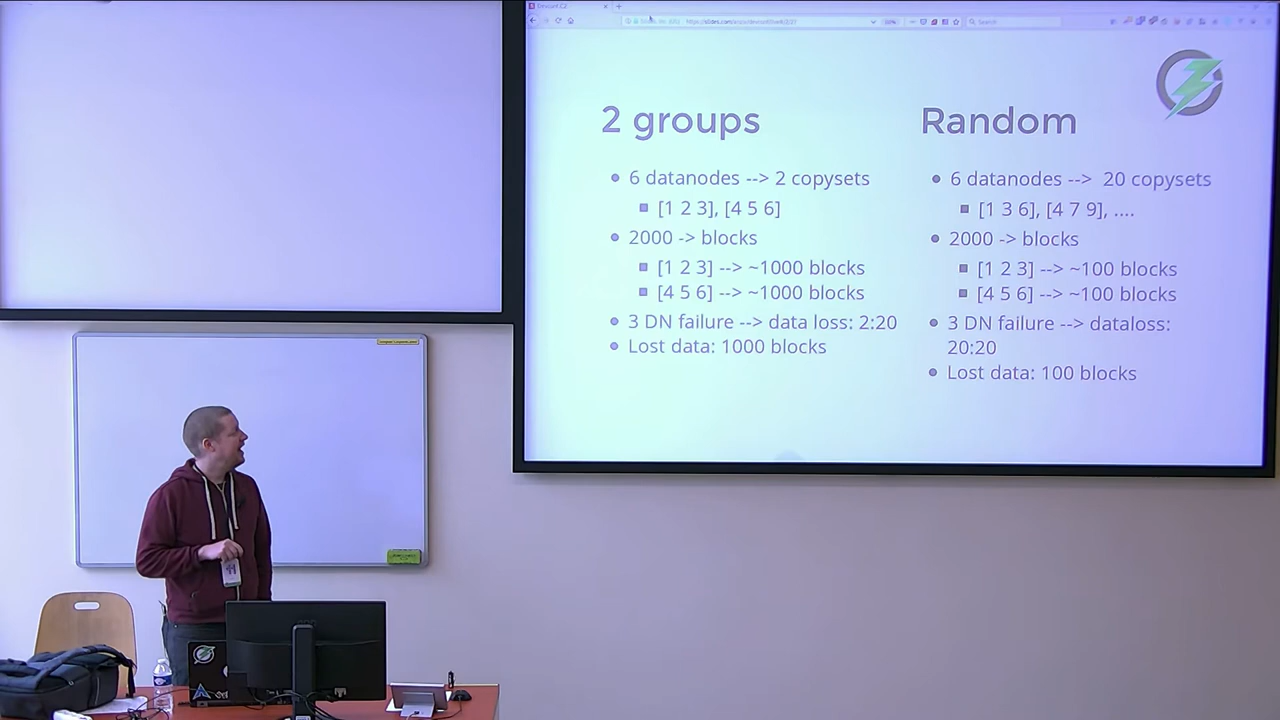 Search
2 groups
6 datanodes --> 2 copysets
[1 2 3], [4 5 6]
2000 -> blocks
[1 2 3] --> ~1000 blocks
[4 5 6] --> ~1000 blocks
3 DN failure --> data loss: 2:20
Lost data: 1000 blocks
Random
6 datanodes --> 20 copysets
[1 3 6], [4 7 9], ....
2000 -> blocks
[1 2 3] --> ~100 blocks
[4 5 6] --> ~100 blocks
3 DN failure --> dataloss:
20:20
Lost data: 100 blocks